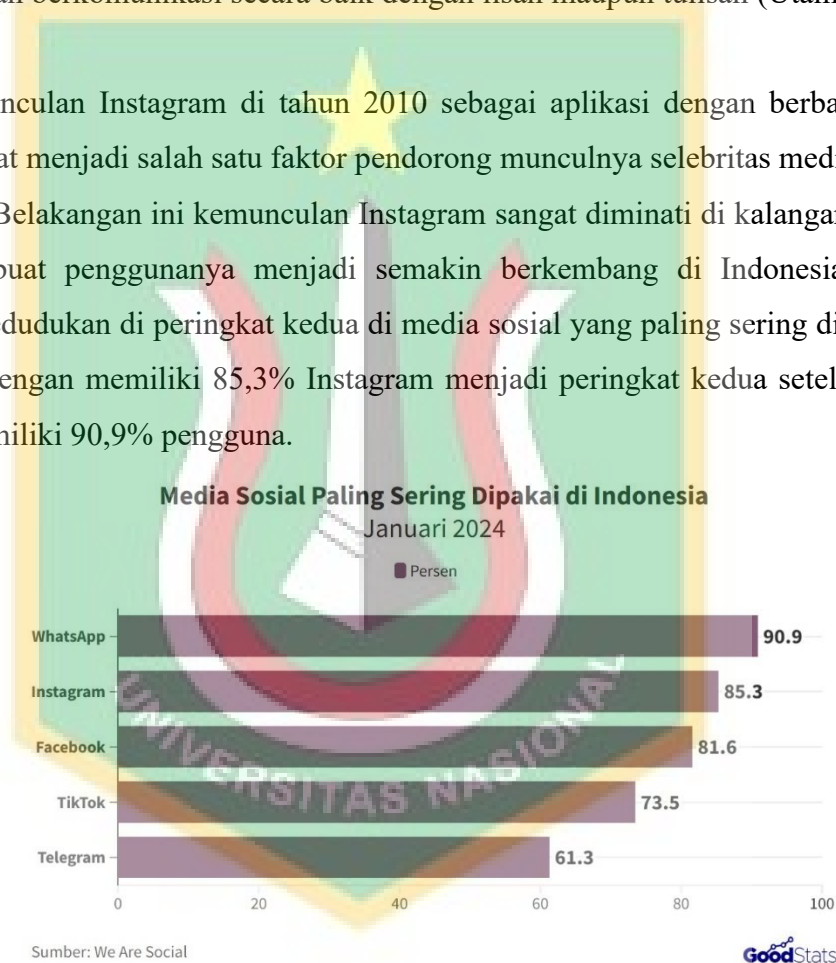 berkomunikasi secara baik dengan lisan maupun tulisan
nculan Instagram di tahun 2010 sebagai aplikasi dengan berba
at menjadi salah satu faktor pendorong munculnya selebritas medi
Belakangan ini kemunculan Instagram sangat diminati di kalangan
buat penggunanya menjadi semakin berkembang di Indonesia
edudukan di peringkat kedua di media sosial yang paling sering di
engan memiliki 85,3% Instagram menjadi peringkat kedua setel
miliki 90,9% pengguna.
Media Sosial Paling Sering Dipakai di Indonesia
Januari 2024
Persen
WhatsApp 90.9
Instagram 85.3
Facebook 81.6
TikTok 73.5
Telegram 61.3
0 20 40 60 80 100
UNIVERSITAS NASIONAL
Sumber: We Are Social
GoodStats